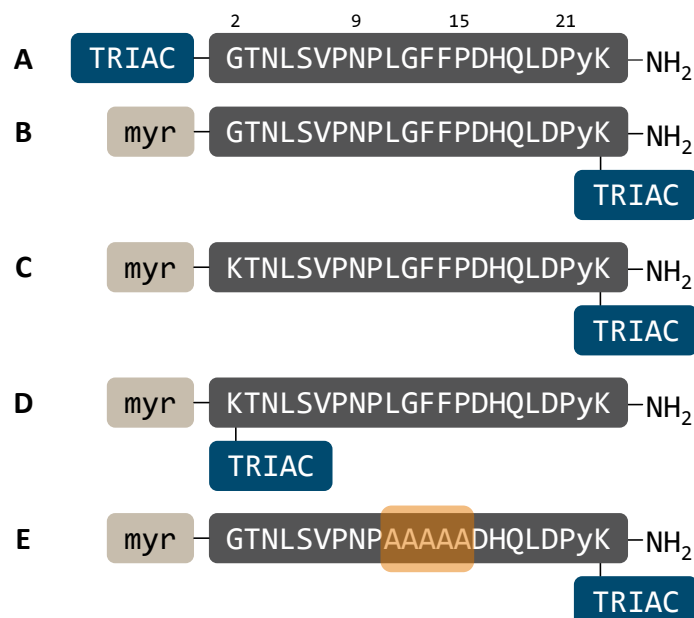 2 9 15 21
A TRIAC GTNLSVPNPLGFFPDHQLDPyK NH₂
B myr GTNLSVPNPLGFFPDHQLDPyK NH₂
TRIAC
C myr KTNLSVPNPLGFFPDHQLDPyK NH₂
TRIAC
D myr KTNLSVPNPLGFFPDHQLDPyK NH₂
TRIAC
E myr GTNLSVPNPAAAAADHQLDPyK NH₂
TRIAC